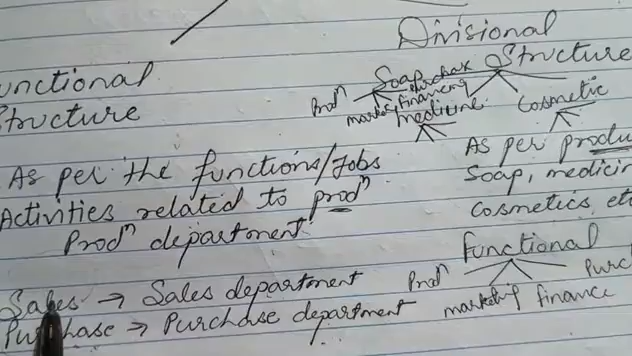 Divisional
Structure
unctional
Structure
Soap
Purchase
Prodⁿ
market, financing
medicine
Cosmetic
As per the functions/Jobs
Activities related to prodⁿ
Prodⁿ department
As per produ
Soap, medicin
Cosmetics, etc
Functional
Prodⁿ
marketing
finance
Purch
Sales → Sales department
Purchase → Purchase department